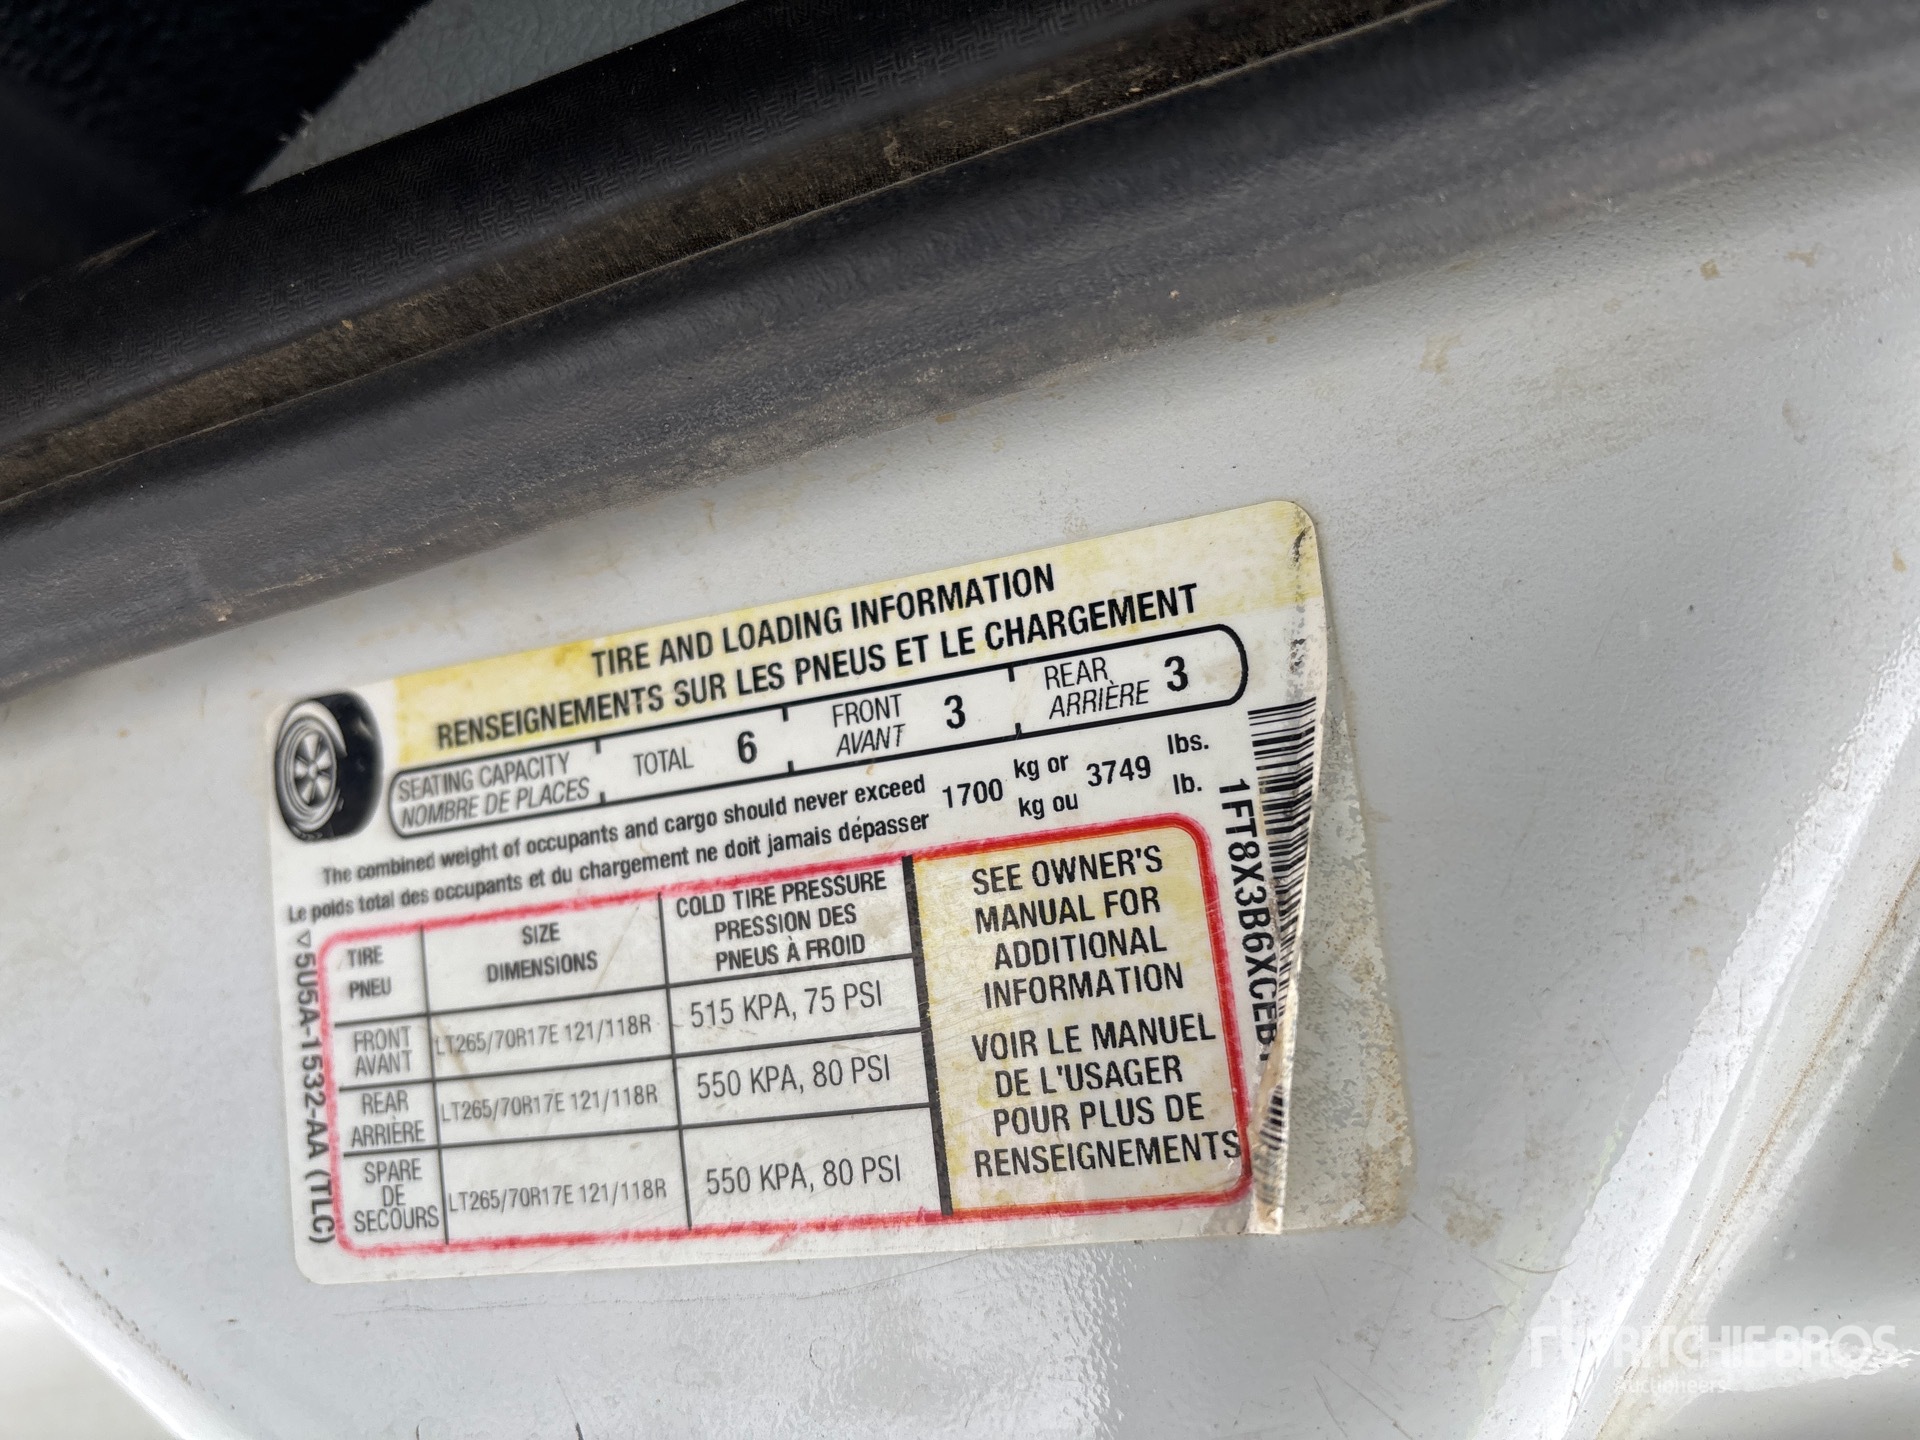 TIRE AND LOADING INFORMATION
RENSEIGNEMENTS SUR LES PNEUS ET LE CHARGEMENT
SEATING CAPACITY TOTAL 6 FRONT 3 REAR 3
NOMBRE DE PLACES AVANT ARRIÈRE
The combined weight of occupants and cargo should never exceed 1700 kg or 3749 lbs.
Le poids total des occupants et du chargement ne doit jamais dépasser kg ou lb.
TIRE
PNEU
SIZE
DIMENSIONS
COLD TIRE PRESSURE
PRESSION DES
PNEUS À FROID
FRONT
AVANT
LT265/70R17E 121/118R
515 KPA, 75 PSI
REAR
ARRIÈRE
LT265/70R17E 121/118R
550 KPA, 80 PSI
SPARE
DE
SECOURS
LT265/70R17E 121/118R
550 KPA, 80 PSI
SEE OWNER'S
MANUAL FOR
ADDITIONAL
INFORMATION
VOIR LE MANUEL
DE L'USAGER
POUR PLUS DE
RENSEIGNEMENTS
5U5A-1532-AA (TLC)
1FT8X3B6XCEB
RITCHIE BROS
Auctioneers